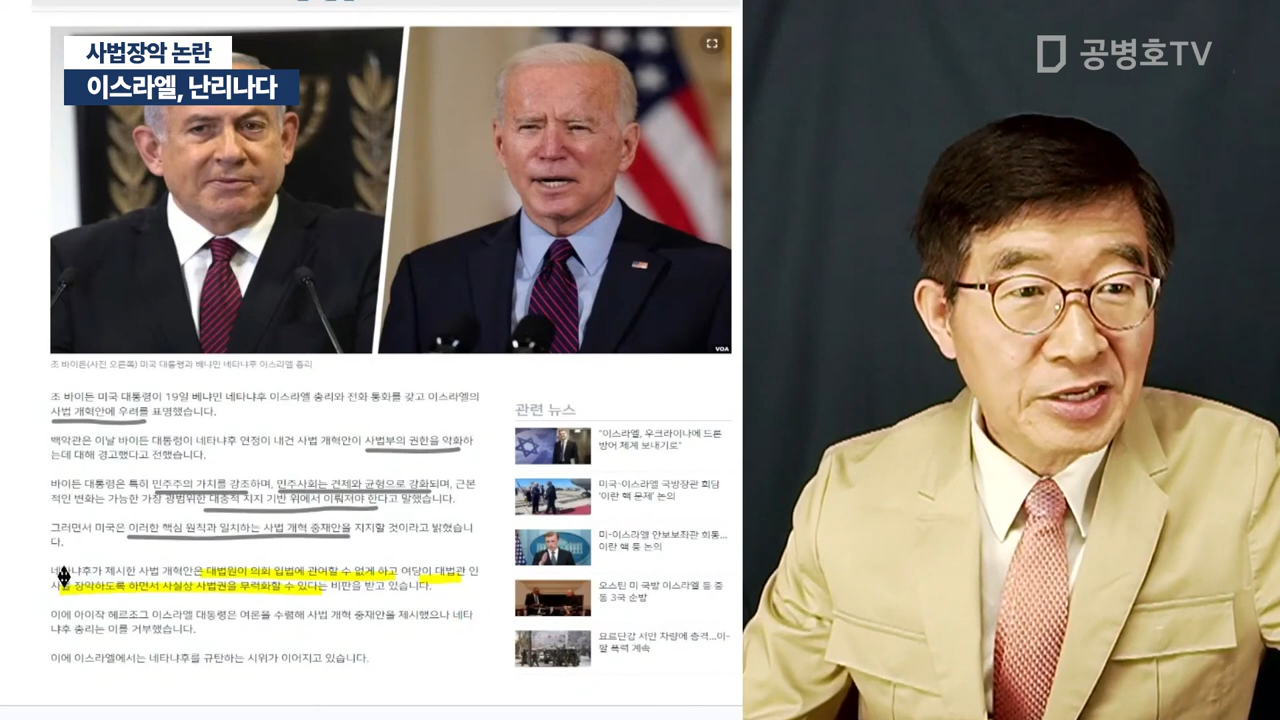 사법장악 논란
이스라엘, 난리나다
공병호TV
VOA
조 바이든(사진 오른쪽) 미국 대통령과 베냐민 네타냐후 이스라엘 총리
조 바이든 미국 대통령이 19일 베냐민 네타냐후 이스라엘 총리와 전화 통화를 갖고 이스라엘의
사법 개혁안에 우려를 표명했습니다.
백악관은 이날 바이든 대통령이 네타냐후 연정이 내건 사법 개혁안이 사법부의 권한을 악화하
는데 대해 경고했다고 전했습니다.
바이든 대통령은 특히 민주주의 가치를 강조하며, 민주사회는 견제와 균형으로 강화되며, 근본
적인 변화는 가능한 가장 광범위한 대중적 지지 기반 위에서 이뤄져야 한다고 말했습니다.
그러면서 미국은 이러한 핵심 원칙과 일치하는 사법 개혁 중재안을 지지할 것이라고 밝혔습니
다.
네타냐후가 제시한 사법 개혁안은 대법원이 의회 입법에 관여할 수 없게 하고 여당이 대법관 인
사를 장악하도록 하면서 사실상 사법권을 무력화할 수 있다는 비판을 받고 있습니다.
이에 아이작 헤르조그 이스라엘 대통령은 여론을 수렴해 사법 개혁 중재안을 제시했으나 네타
냐후 총리는 이를 거부했습니다.
이에 이스라엘에서는 네타냐후를 규탄하는 시위가 이어지고 있습니다.
관련 뉴스
"이스라엘, 우크라이나에 드론
방어 체계 보내기로"
미국-이스라엘 국방장관 회담
'이란 핵 문제' 논의
미-이스라엘 안보보좌관 회동...
이란 핵 등 논의
오스틴 미 국방 이스라엘 등 중
동 3국 순방
요르단강 서안 차량에 총격...이-
팔 폭력 계속